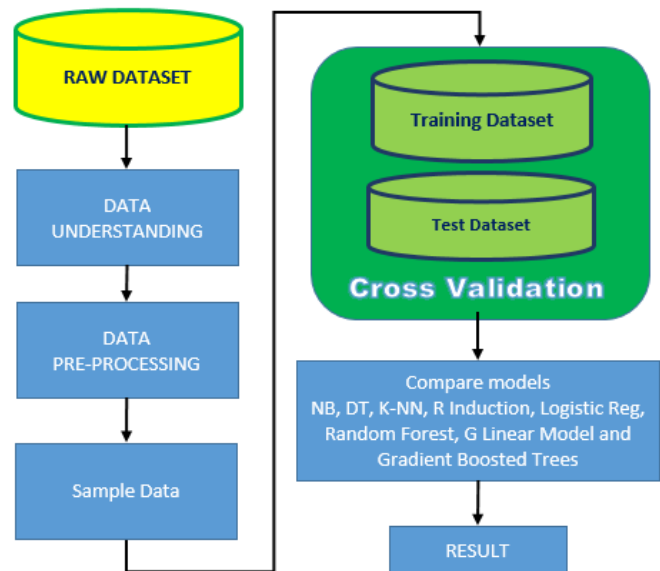 RAW DATASET
DATA
UNDERSTANDING
DATA
PRE-PROCESSING
Sample Data
Training Dataset
Test Dataset
Cross Validation
Compare models
NB, DT, K-NN, R Induction, Logistic Reg,
Random Forest, G Linear Model and
Gradient Boosted Trees
RESULT